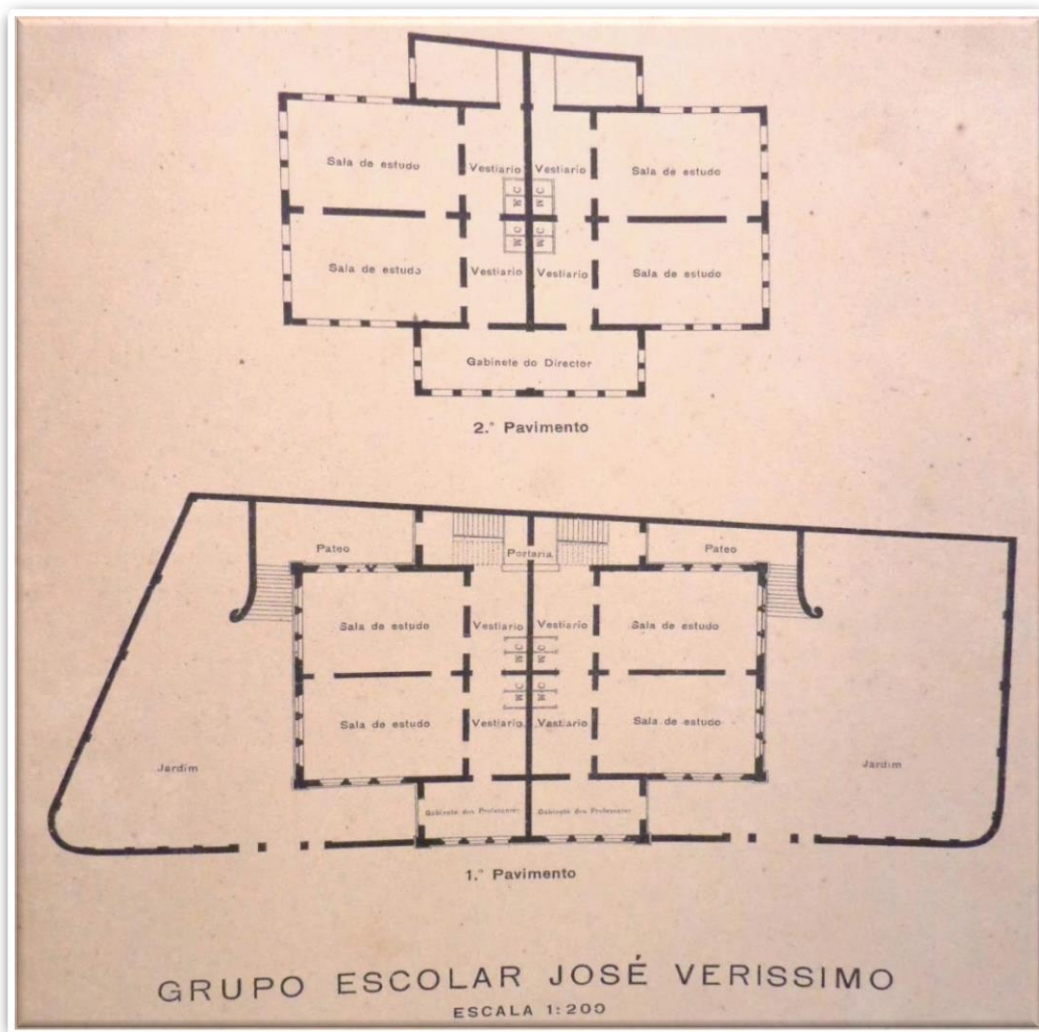 Sala de estudo
Vestiario
Vestiario
Sala de estudo
W C
W C
W C
W C
Sala de estudo
Vestiario
Vestiario
Sala de estudo
Gabinete do Director
2.º Pavimento
Pateo
Portaria
Pateo
Sala de estudo
Vestiario
Vestiario
Sala de estudo
W C
W C
W C
W C
Sala de estudo
Vestiario
Vestiario
Sala de estudo
Jardim
Jardim
Gabinete dos Professores
Gabinete dos Professores
1.º Pavimento
GRUPO ESCOLAR JOSÉ VERISSIMO
ESCALA 1:200